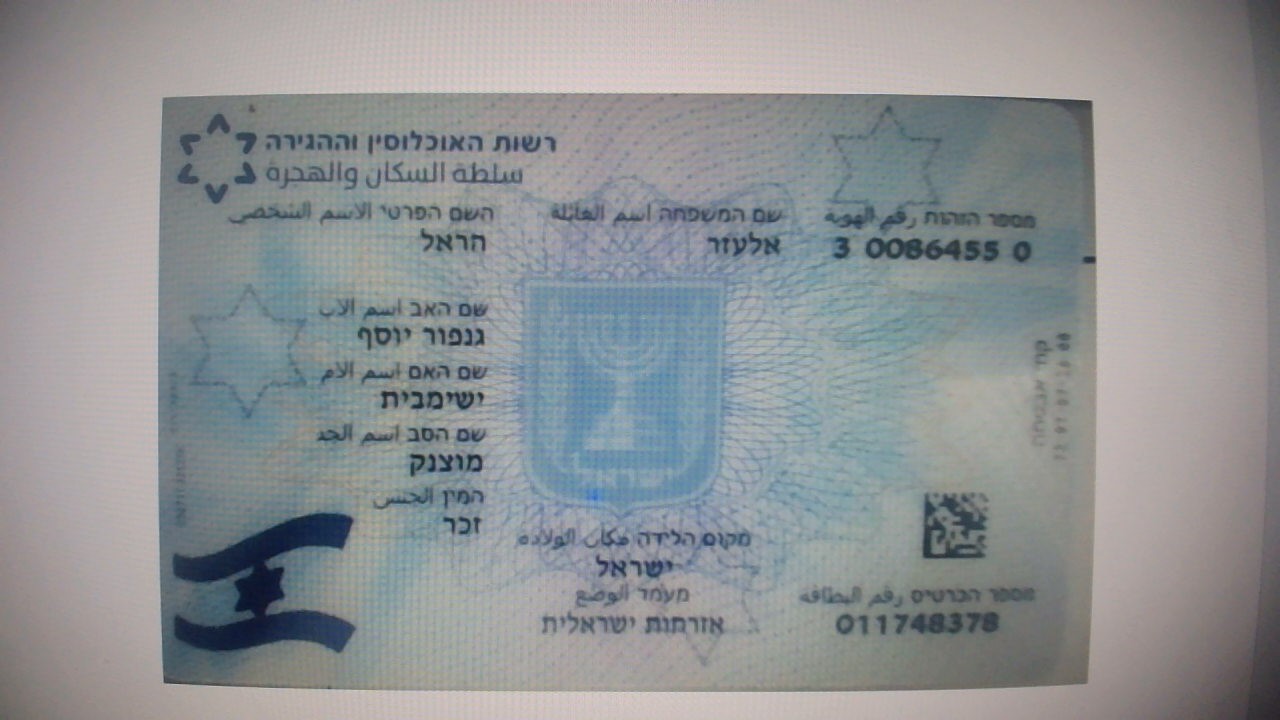 רשות האוכלוסין וההגירה
سلطة السكان والهجرة
מספר הזהות رقم الهوية
3 0086455 0
שם המשפחה اسم العائلة
אלעזר
השם הפרטי الاسم الشخصي
הראל
שם האב اسم الاب
גנפור יוסף
שם האם اسم الام
ישימבית
שם הסב اسم الجد
מוצנק
המין الجنس
זכר
מקום הלידה مكان الولادة
ישראל
מעמד الوضع
אזרחות ישראלית
מספר הכרטיס رقم البطاقة
011748378